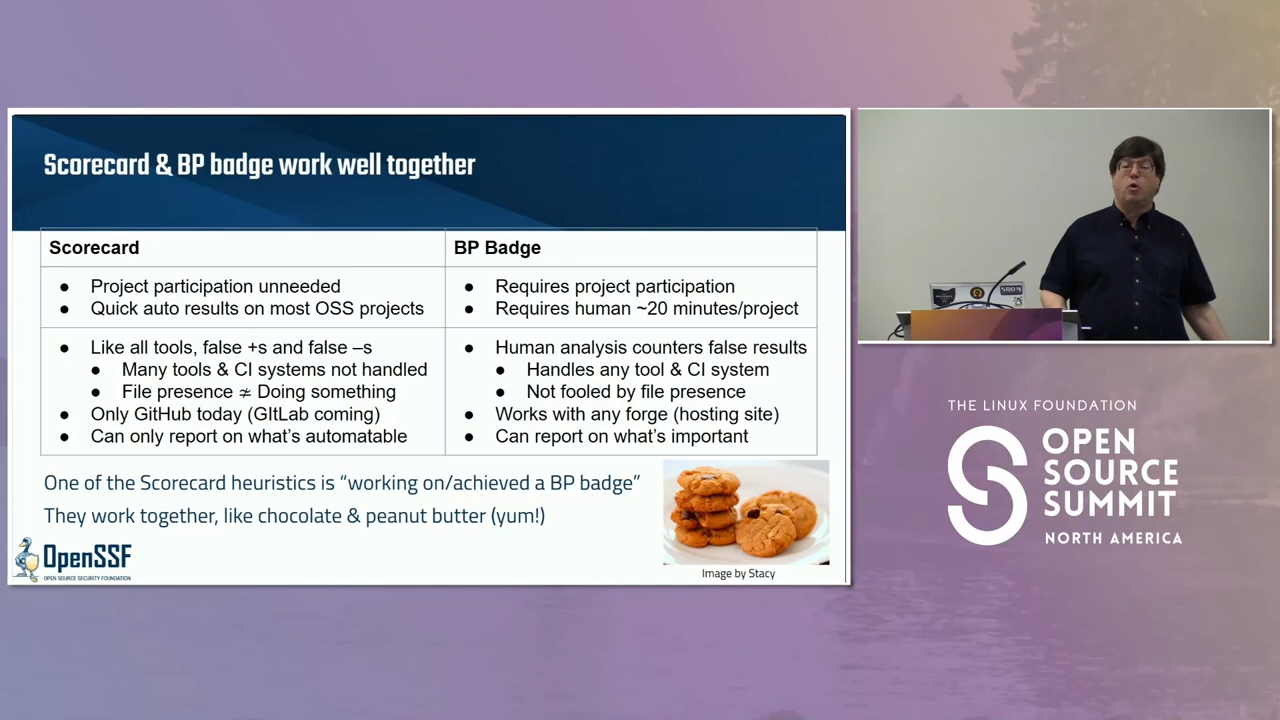 Scorecard & BP badge work well together
Scorecard
BP Badge
● Project participation unneeded
● Quick auto results on most OSS projects
● Requires project participation
● Requires human ~20 minutes/project
● Like all tools, false +s and false –s
● Many tools & CI systems not handled
● File presence ≄ Doing something
● Only GitHub today (GItLab coming)
● Can only report on what's automatable
● Human analysis counters false results
● Handles any tool & CI system
● Not fooled by file presence
● Works with any forge (hosting site)
● Can report on what's important
One of the Scorecard heuristics is “working on/achieved a BP badge”
They work together, like chocolate & peanut butter (yum!)
OpenSSF
OPEN SOURCE SECURITY FOUNDATION
Image by Stacy
THE LINUX FOUNDATION
OPEN
SOURCE
SUMMIT
NORTH AMERICA